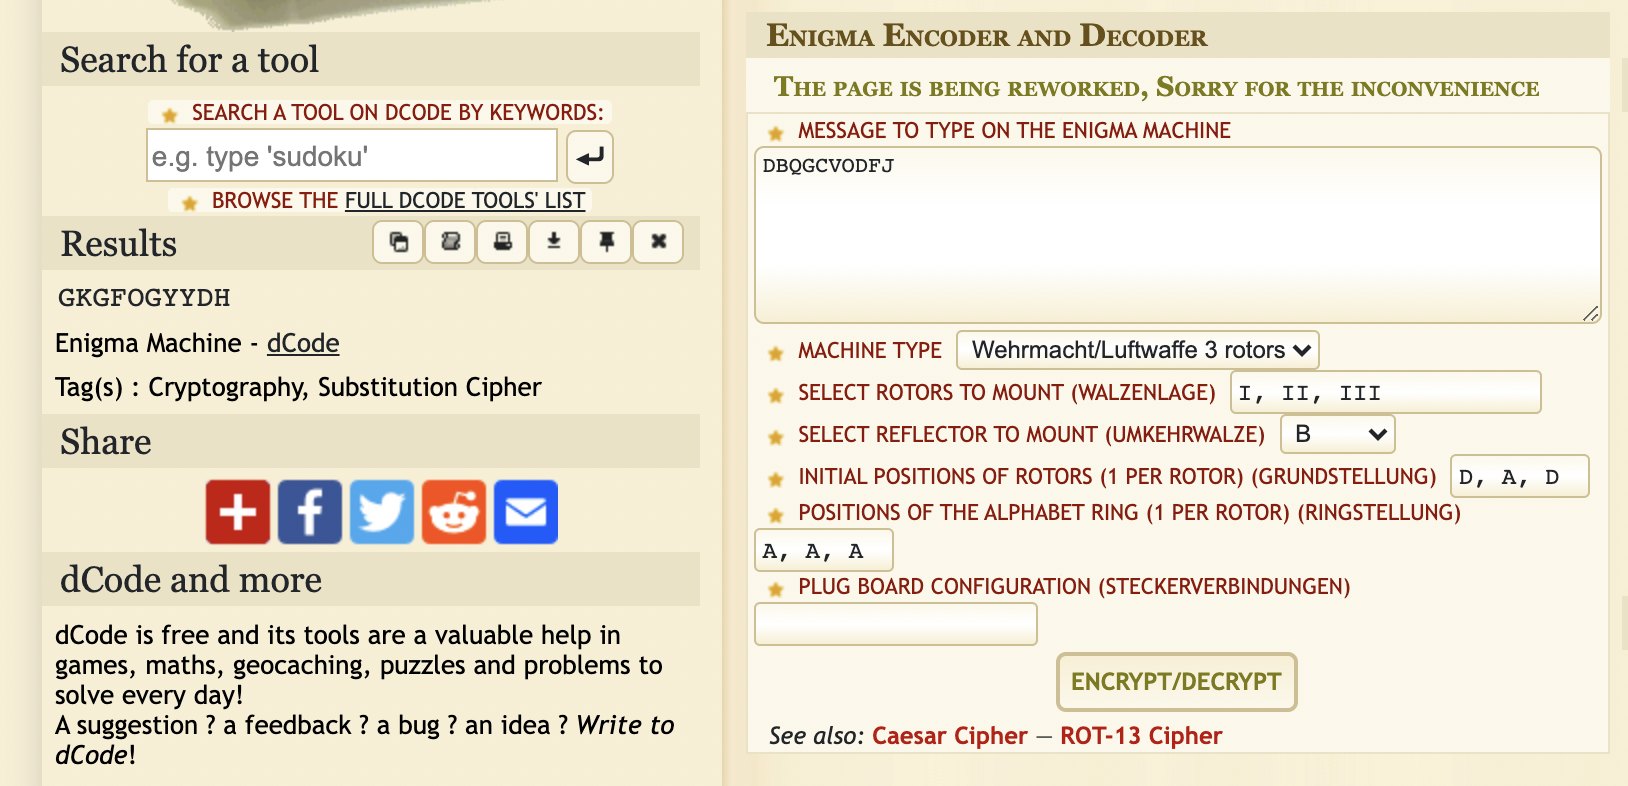 Search for a tool
SEARCH A TOOL ON DCODE BY KEYWORDS:
e.g. type 'sudoku'
BROWSE THE FULL DCODE TOOLS' LIST
Results
GKGFOGYYDH
Enigma Machine - dCode
Tag(s) : Cryptography, Substitution Cipher
Share
dCode and more
dCode is free and its tools are a valuable help in
games, maths, geocaching, puzzles and problems to
solve every day!
A suggestion ? a feedback ? a bug ? an idea ? Write to
dCode!
ENIGMA ENCODER AND DECODER
THE PAGE IS BEING REWORKED, SORRY FOR THE INCONVENIENCE
MESSAGE TO TYPE ON THE ENIGMA MACHINE
DBQGCVODFJ
MACHINE TYPE Wehrmacht/Luftwaffe 3 rotors
SELECT ROTORS TO MOUNT (WALZENLAGE) I, II, III
SELECT REFLECTOR TO MOUNT (UMKEHRWALZE) B
INITIAL POSITIONS OF ROTORS (1 PER ROTOR) (GRUNDSTELLUNG) D, A, D
POSITIONS OF THE ALPHABET RING (1 PER ROTOR) (RINGSTELLUNG)
A, A, A
PLUG BOARD CONFIGURATION (STECKERVERBINDUNGEN)
ENCRYPT/DECRYPT
See also: Caesar Cipher — ROT-13 Cipher